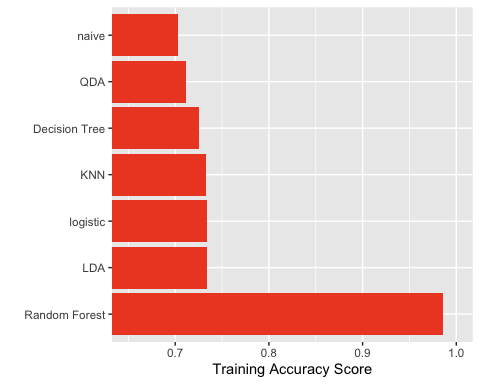 naive
QDA
Decision Tree
KNN
logistic
LDA
Random Forest
0.7 0.8 0.9 1.0
Training Accuracy Score